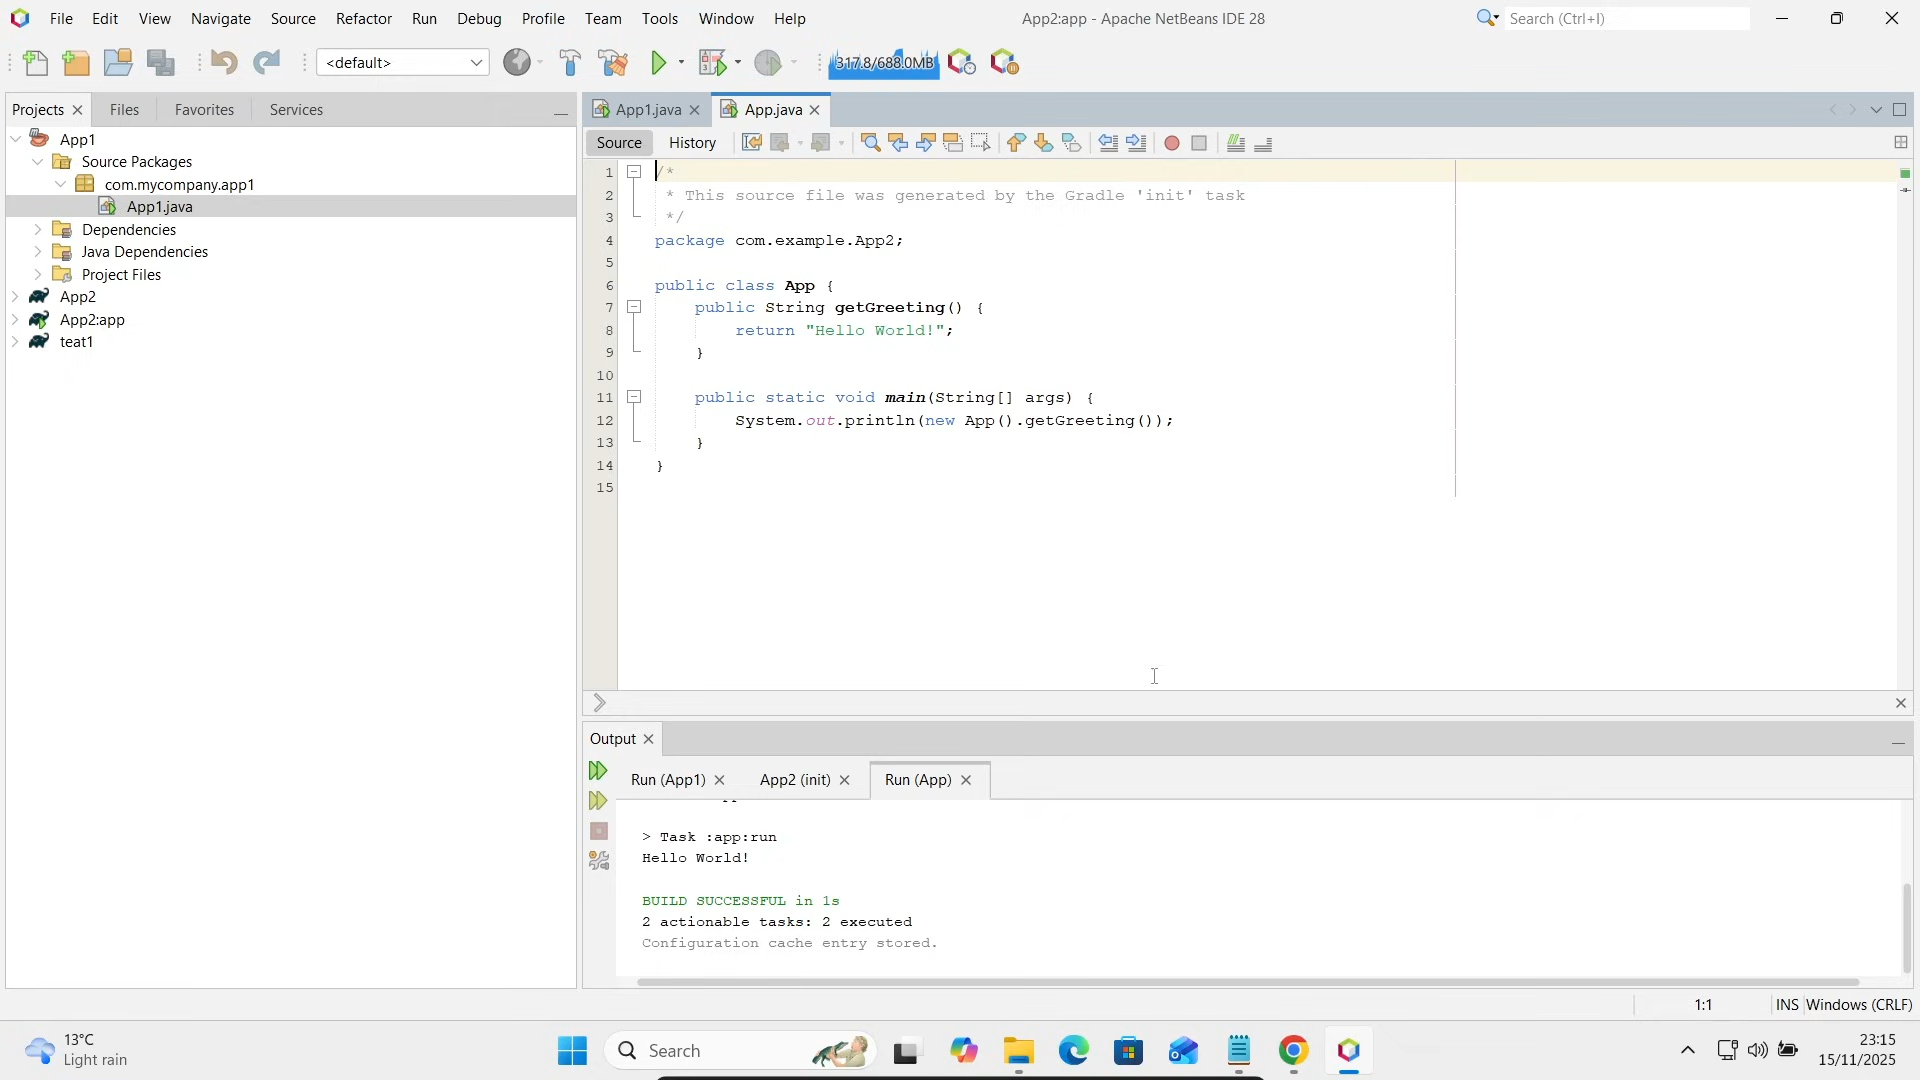 File Edit View Navigate Source Refactor Run Debug Profile Team Tools Window Help
App2:app - Apache NetBeans IDE 28
Search (Ctrl+I)
<default>
317.8/688.0MB
Projects
Files
Favorites
Services
App1
Source Packages
com.mycompany.app1
App1.java
Dependencies
Java Dependencies
Project Files
App2
App2:app
teat1
App1.java
App.java
Source
History
1 /*
2 * This source file was generated by the Gradle 'init' task
3 */
4 package com.example.App2;
5
6 public class App {
7 public String getGreeting() {
8 return "Hello World!";
9 }
10
11 public static void main(String[] args) {
12 System.out.println(new App().getGreeting());
13 }
14 }
15
Output
Run (App1)
App2 (init)
Run (App)
> Task :app:run
Hello World!
BUILD SUCCESSFUL in 1s
2 actionable tasks: 2 executed
Configuration cache entry stored.
1:1
INS
Windows (CRLF)
13°C
Light rain
Search
23:15
15/11/2025